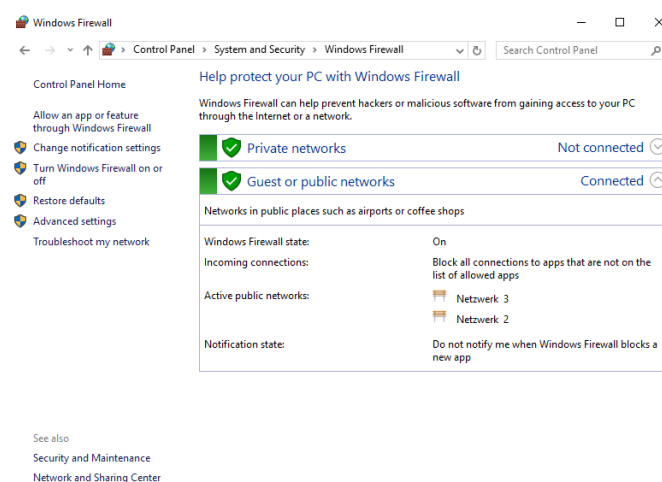 Windows Firewall
Control Panel › System and Security › Windows Firewall
Search Control Panel
Control Panel Home
Allow an app or feature
through Windows Firewall
Change notification settings
Turn Windows Firewall on or
off
Restore defaults
Advanced settings
Troubleshoot my network
Help protect your PC with Windows Firewall
Windows Firewall can help prevent hackers or malicious software from gaining access to your PC
through the Internet or a network.
Private networks Not connected
Guest or public networks Connected
Networks in public places such as airports or coffee shops
Windows Firewall state: On
Incoming connections: Block all connections to apps that are not on the
list of allowed apps
Active public networks: Netzwerk 3
Netzwerk 2
Notification state: Do not notify me when Windows Firewall blocks a
new app
See also
Security and Maintenance
Network and Sharing Center